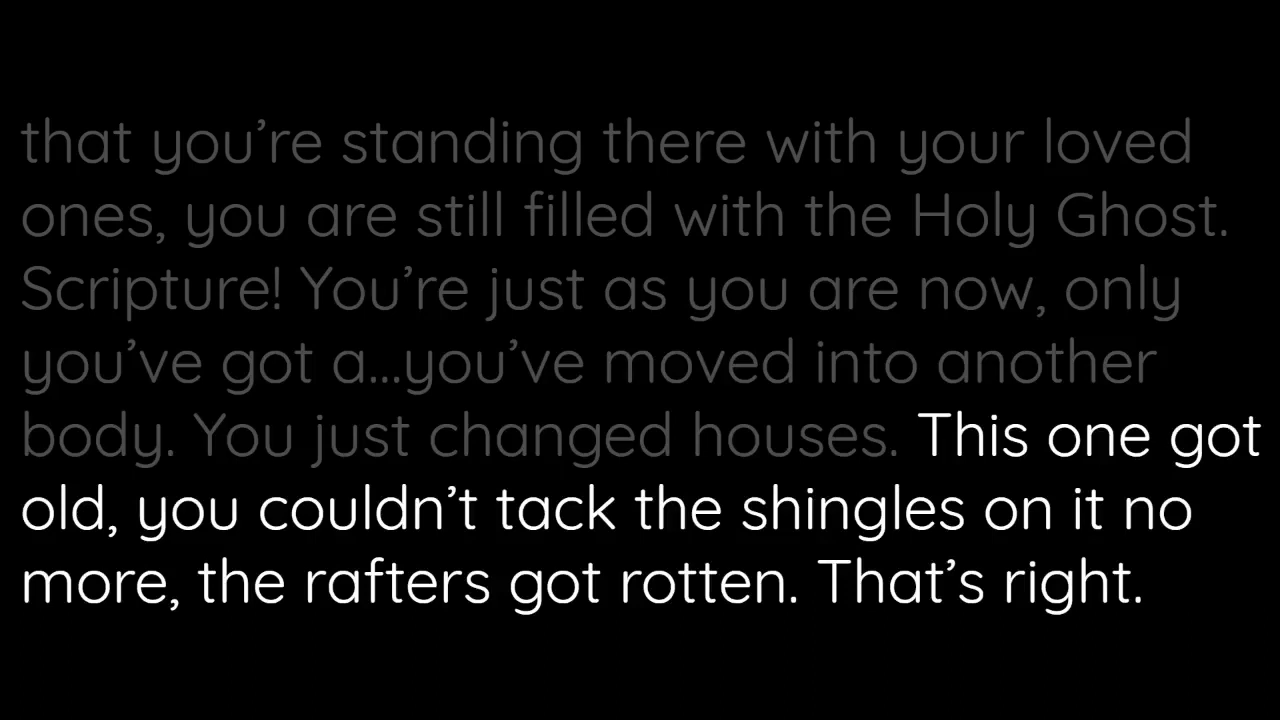 that you’re standing there with your loved
ones, you are still filled with the Holy Ghost.
Scripture! You’re just as you are now, only
you’ve got a...you’ve moved into another
body. You just changed houses. This one got
old, you couldn’t tack the shingles on it no
more, the rafters got rotten. That’s right.